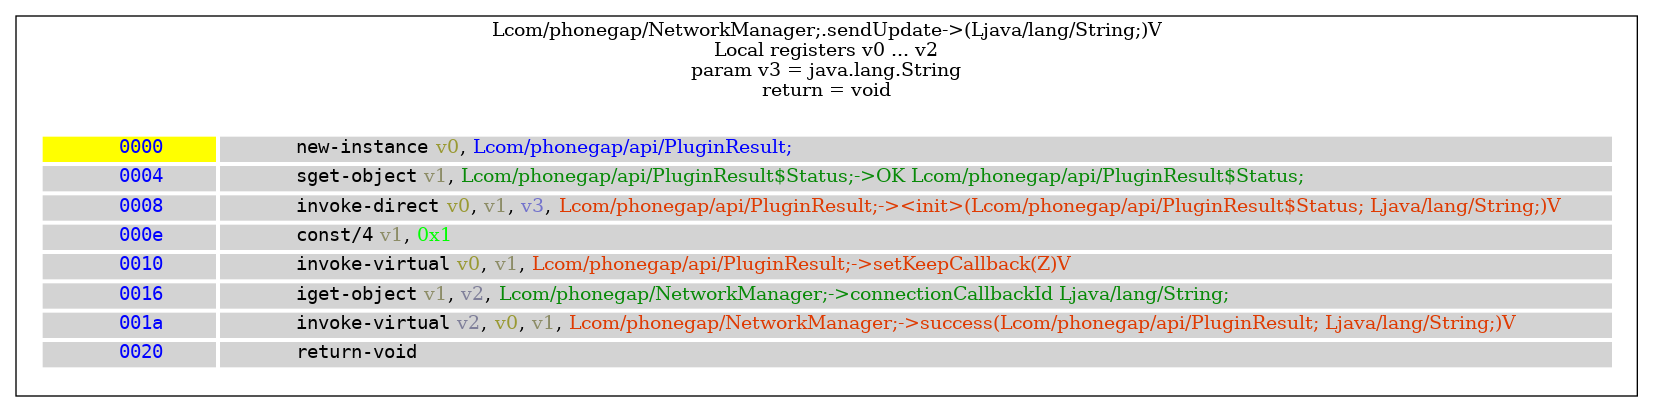 Lcom/phonegap/NetworkManager;.sendUpdate->(Ljava/lang/String;)V
Local registers v0 ... v2
param v3 = java.lang.String
return = void
0000 new-instance v0, Lcom/phonegap/api/PluginResult;
0004 sget-object v1, Lcom/phonegap/api/PluginResult$Status;->OK Lcom/phonegap/api/PluginResult$Status;
0008 invoke-direct v0, v1, v3, Lcom/phonegap/api/PluginResult;-><init>(Lcom/phonegap/api/PluginResult$Status; Ljava/lang/String;)V
000e const/4 v1, 0x1
0010 invoke-virtual v0, v1, Lcom/phonegap/api/PluginResult;->setKeepCallback(Z)V
0016 iget-object v1, v2, Lcom/phonegap/NetworkManager;->connectionCallbackId Ljava/lang/String;
001a invoke-virtual v2, v0, v1, Lcom/phonegap/NetworkManager;->success(Lcom/phonegap/api/PluginResult; Ljava/lang/String;)V
0020 return-void